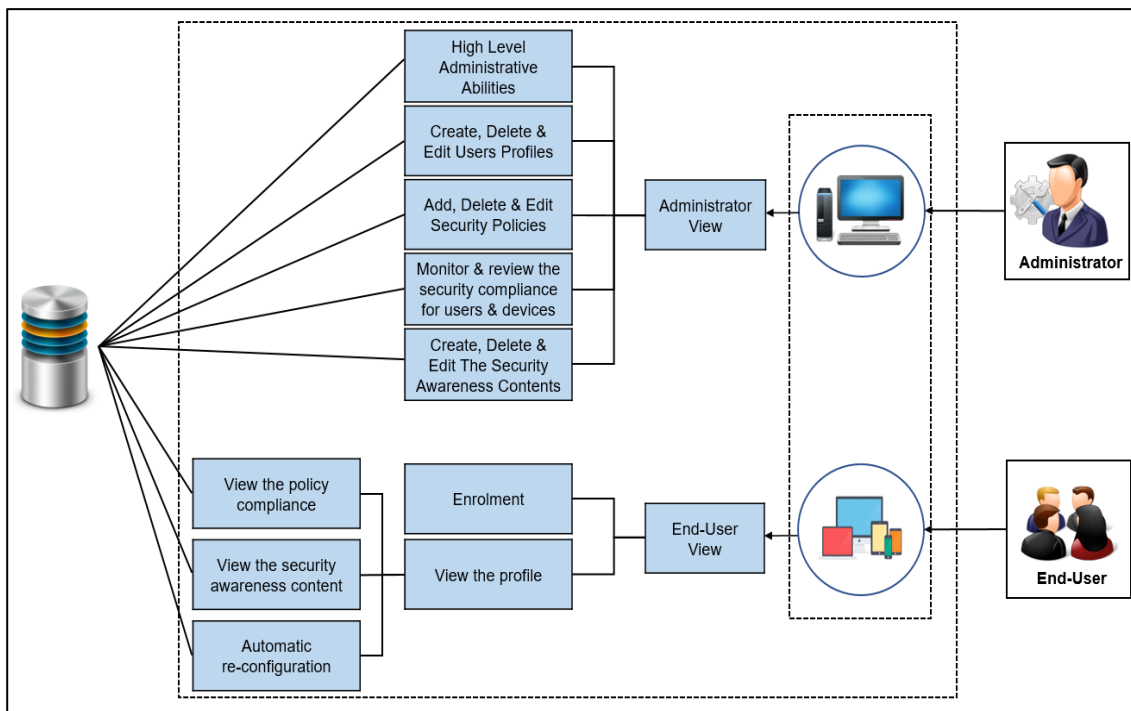 High Level
Administrative
Abilities
Create, Delete &
Edit Users Profiles
Add, Delete & Edit
Security Policies
Monitor & review the
security compliance
for users & devices
Create, Delete &
Edit The Security
Awareness Contents
Administrator
View
Administrator
View the policy
compliance
View the security
awareness content
Automatic
re-configuration
Enrolment
View the profile
End-User
View
End-User